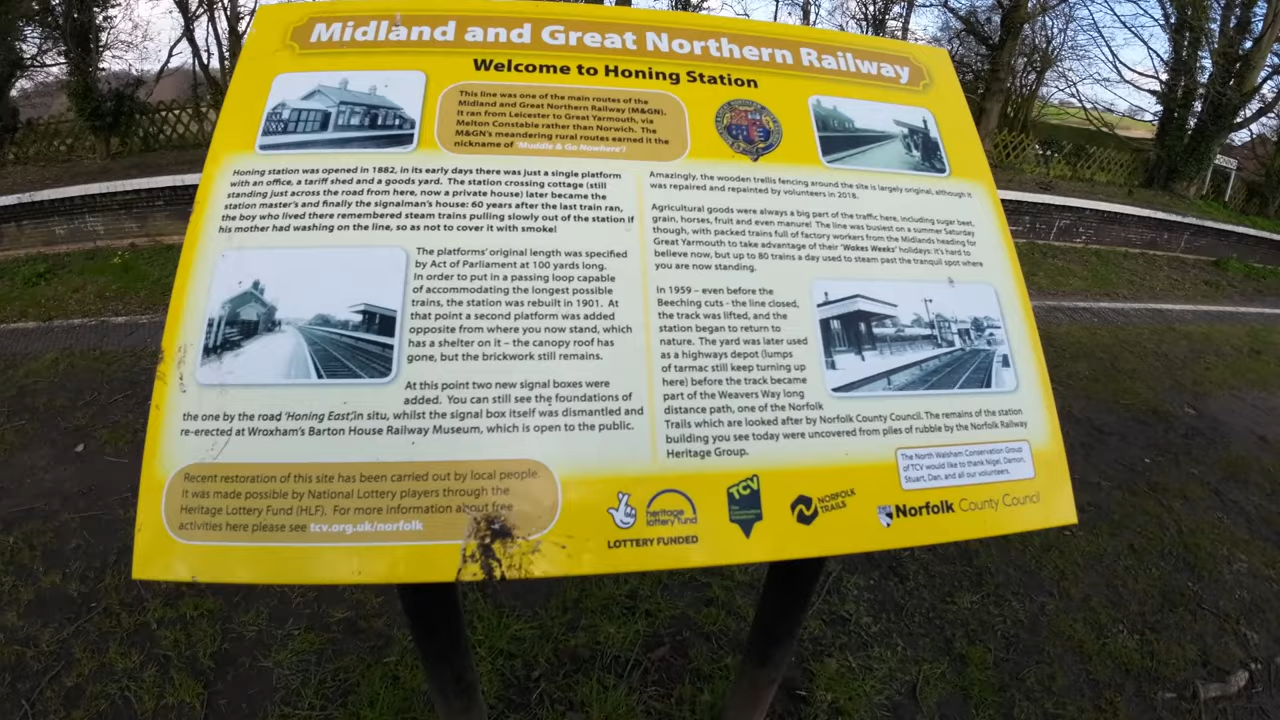 Midland and Great Northern Railway
Welcome to Honing Station
This line was one of the main routes of the
Midland and Great Northern Railway (M&GN).
It ran from Leicester to Great Yarmouth, via
Melton Constable rather than Norwich. The
M&GN's meandering rural routes earned it the
nickname of 'Muddle & Go Nowhere'!
Honing station was opened in 1882, in its early days there was just a single platform
with an office, a tariff shed and a goods yard. The station crossing cottage (still
standing just across the road from here, now a private house) later became the
station master's and finally the signalman's house: 60 years after the last train ran,
the boy who lived there remembered steam trains pulling slowly out of the station if
his mother had washing on the line, so as not to cover it with smoke!
The platforms' original length was specified
by Act of Parliament at 100 yards long.
In order to put in a passing loop capable
of accommodating the longest possible
trains, the station was rebuilt in 1901. At
that point a second platform was added
opposite from where you now stand, which
has a shelter on it – the canopy roof has
gone, but the brickwork still remains.
At this point two new signal boxes were
added. You can still see the foundations of
the one by the road 'Honing East', in situ, whilst the signal box itself was dismantled and
re-erected at Wroxham's Barton House Railway Museum, which is open to the public.
Recent restoration of this site has been carried out by local people.
It was made possible by National Lottery players through the
Heritage Lottery Fund (HLF). For more information about free
activities here please see tcv.org.uk/norfolk
Amazingly, the wooden trellis fencing around the site is largely original, although it
was repaired and repainted by volunteers in 2018.
Agricultural goods were always a big part of the traffic here, including sugar beet,
grain, horses, fruit and even manure! The line was busiest on a summer Saturday
though, with packed trains full of factory workers from the Midlands heading for
Great Yarmouth to take advantage of their 'Wakes Weeks' holidays: it's hard to
believe now, but up to 80 trains a day used to steam past the tranquil spot where
you are now standing.
In 1959 – even before the
Beeching cuts - the line closed,
the track was lifted, and the
station began to return to
nature. The yard was later used
as a highways depot (lumps
of tarmac still keep turning up
here) before the track became
part of the Weavers Way long
distance path, one of the Norfolk
Trails which are looked after by Norfolk County Council. The remains of the station
building you see today were uncovered from piles of rubble by the Norfolk Railway
Heritage Group.
The North Walsham Conservation Group
of TCV would like to thank Nigel, Damon,
Stuart, Dan, and all our volunteers.
heritage
lottery fund
LOTTERY FUNDED
TCV
The Conservation
Volunteers
NORFOLK
TRAILS
Norfolk County Council
HONING